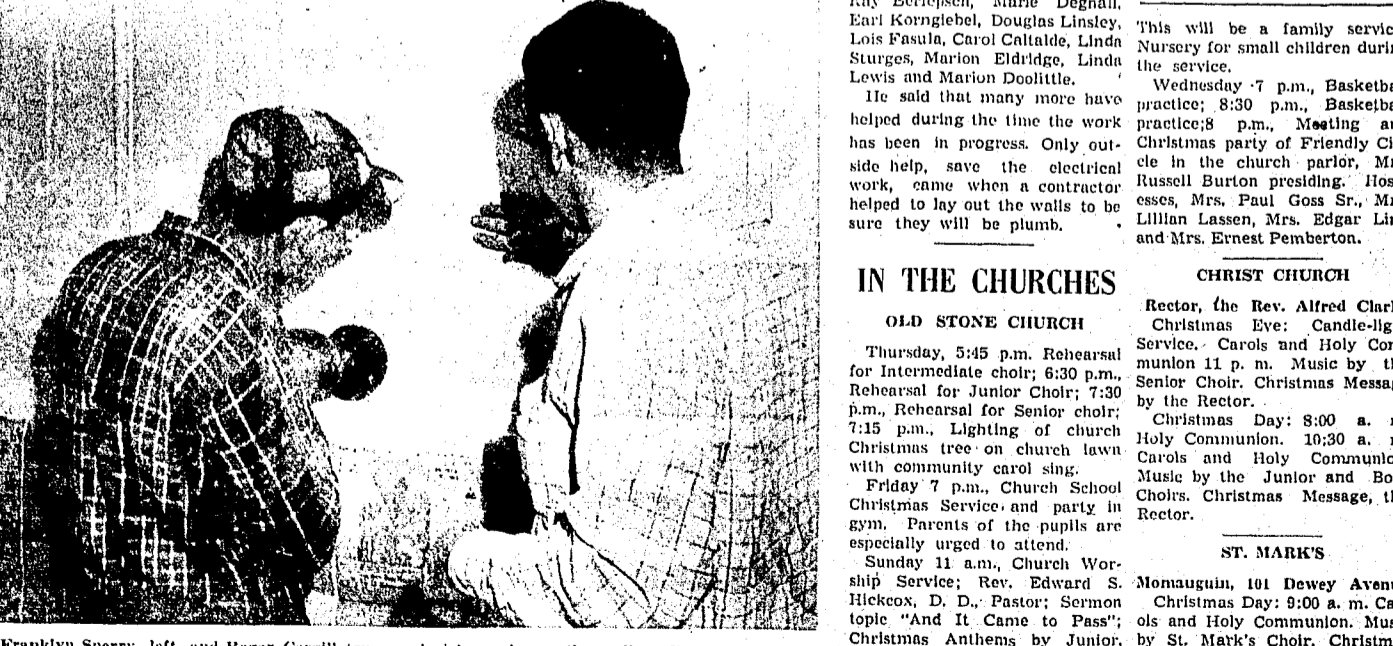 Earl Kornglebel, Douglas Linsley,
Lois Fasula, Carol Caltalde, Linda
Sturges, Marion Eldridge, Linda
Lewis and Marion Doolittle.
He said that many more have
helped during the time the work
has been in progress. Only out-
side help, save the electrical
work, came when a contractor
helped to lay out the walls to be
sure they will be plumb.
IN THE CHURCHES
OLD STONE CHURCH
Thursday, 5:45 p.m. Rehearsal
for Intermediate choir; 6:30 p.m.,
Rehearsal for Junior Choir; 7:30
p.m., Rehearsal for Senior choir;
7:15 p.m., Lighting of church
Christmas tree on church lawn
with community carol sing.
Friday 7 p.m., Church School
Christmas Service and party in
gym. Parents of the pupils are
especially urged to attend.
Sunday 11 a.m., Church Wor-
ship Service; Rev. Edward S.
Hickcox, D. D., Pastor; Sermon
topic "And It Came to Pass";
Christmas Anthems by Junior,
This will be a family servic
Nursery for small children duri
the service.
Wednesday 7 p.m., Basketba
practice; 8:30 p.m., Basketba
practice;8 p.m., Meeting a
Christmas party of Friendly Ci
cle in the church parlor, M
Russell Burton presiding. Hos
esses, Mrs. Paul Goss Sr., M
Lillian Lassen, Mrs. Edgar Li
and Mrs. Ernest Pemberton.
CHRIST CHURCH
Rector, the Rev. Alfred Clar
Christmas Eve: Candle-lig
Service. Carols and Holy Co
munion 11 p. m. Music by t
Senior Choir. Christmas Messa
by the Rector.
Christmas Day: 8:00 a.
Holy Communion. 10:30 a.
Carols and Holy Communio
Music by the Junior and Bo
Choirs. Christmas Message, t
Rector.
ST. MARK'S
Momauguin, 101 Dewey Aven
Christmas Day: 9:00 a. m. Ca
ols and Holy Communion. Mus
by St. Mark's Choir. Christm
Franklyn Sperry, left, and Roger